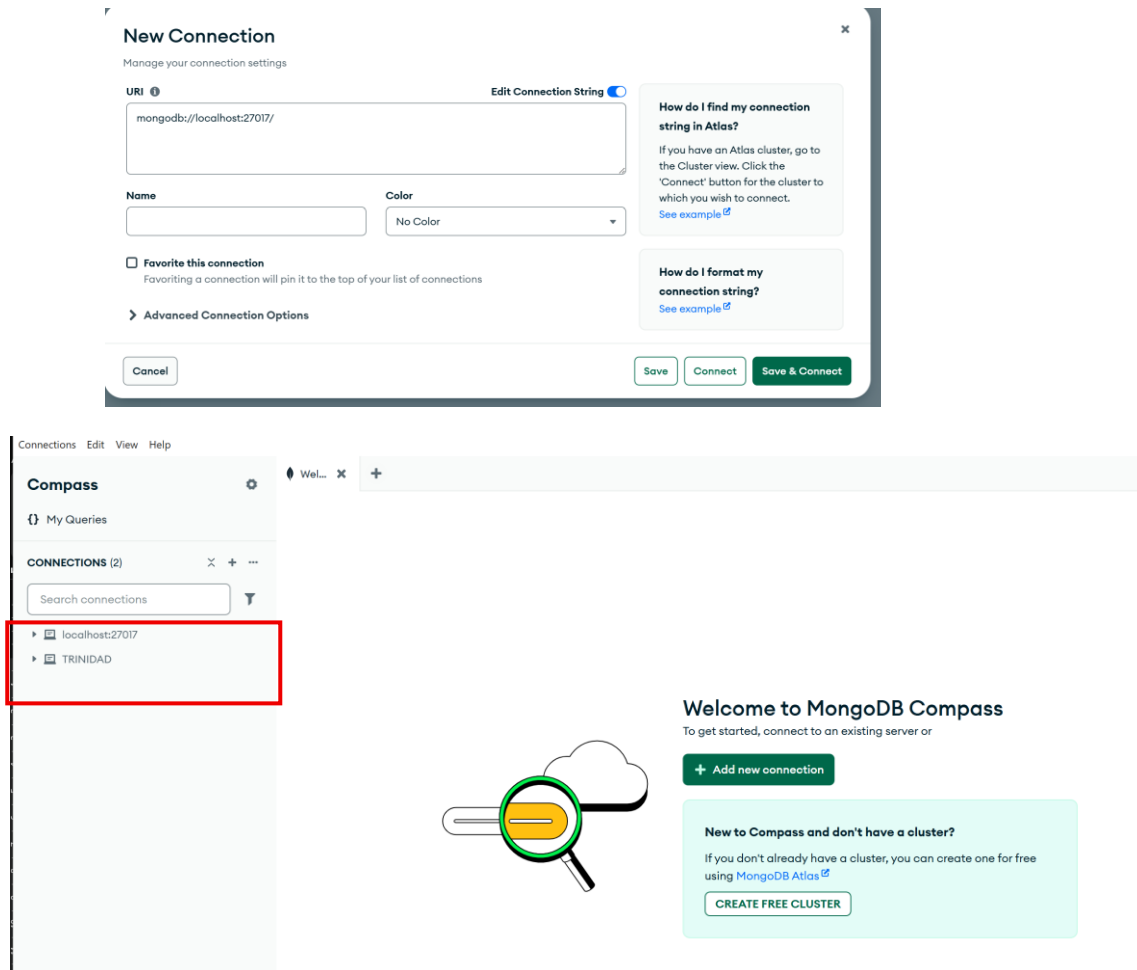 New Connection
Manage your connection settings
URI
Edit Connection String
mongodb://localhost:27017/
Name
Color
No Color
Favorite this connection
Favoriting a connection will pin it to the top of your list of connections
Advanced Connection Options
How do I find my connection
string in Atlas?
If you have an Atlas cluster, go to
the Cluster view. Click the
'Connect' button for the cluster to
which you wish to connect.
See example
How do I format my
connection string?
See example
Cancel
Save
Connect
Save & Connect
Connections Edit View Help
Compass
{} My Queries
CONNECTIONS (2)
Search connections
localhost:27017
TRINIDAD
Wel...
Welcome to MongoDB Compass
To get started, connect to an existing server or
+ Add new connection
New to Compass and don't have a cluster?
If you don't already have a cluster, you can create one for free
using MongoDB Atlas
CREATE FREE CLUSTER